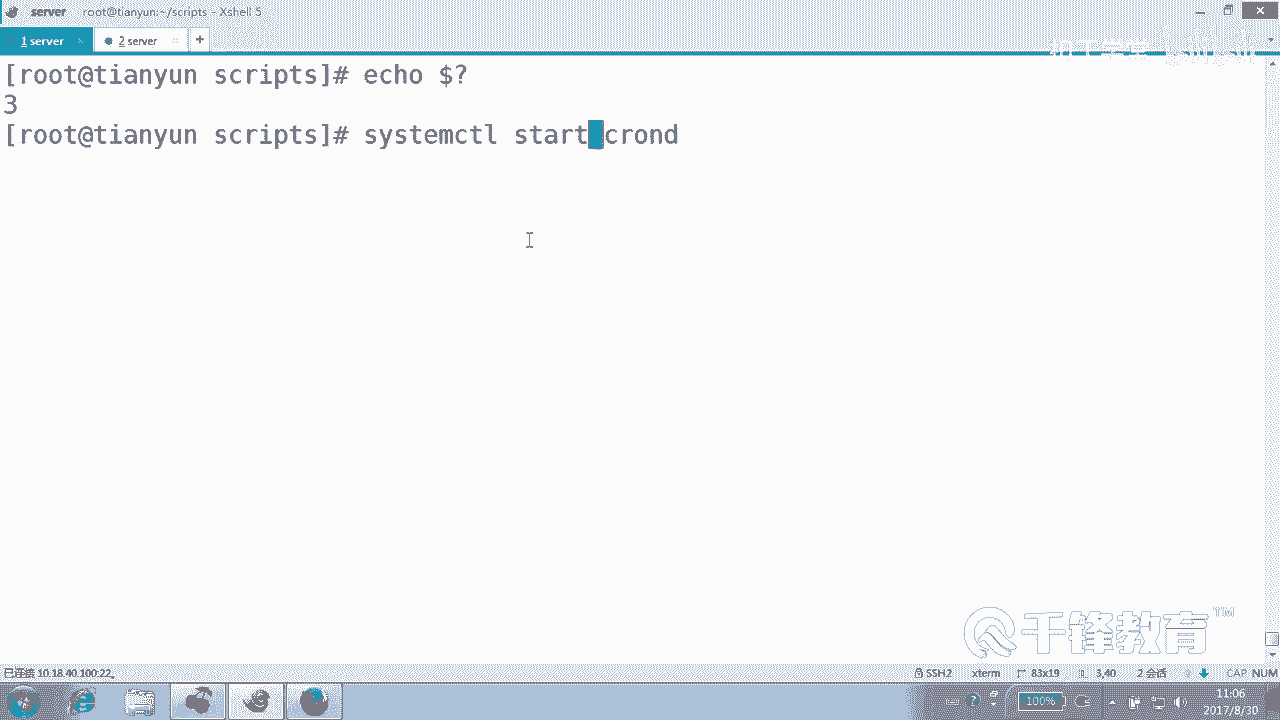 server root@tianyun:~/scripts - Xshell 5
1 server
2 server
+
[root@tianyun scripts]# echo $?
3
[root@tianyun scripts]# systemctl start crond
千锋教育 TM
已连接 10.18.40.100:22。
SSH2 xterm 83x19 3,40 2 会话 CAP NUM
100%
11:06
2017/8/30